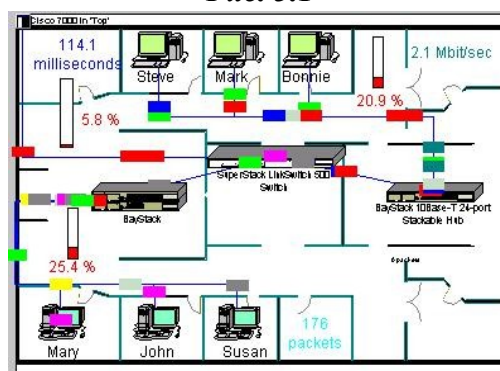 Cisco 7000 in 'Top'
114.1
milliseconds
Steve
Mark
Bonnie
2.1 Mbit/sec
5.8 %
20.9 %
SuperStack LinkSwitch 500
Switch
BayStack
BayStack 10Base-T 24-port
Stackable Hub
25.4 %
176
packets
Mary
John
Susan